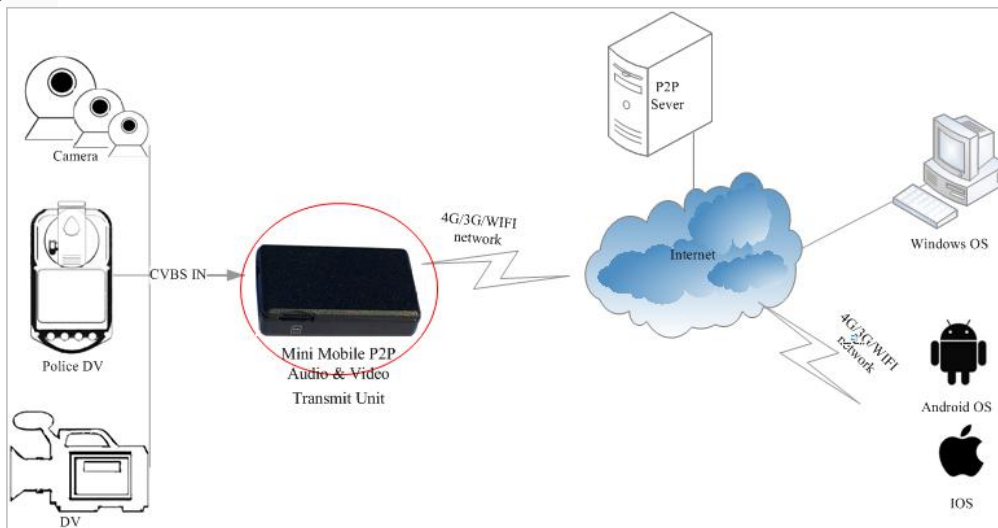 Camera
Police DV
DV
CVBS IN
Mini Mobile P2P
Audio & Video
Transmit Unit
4G/3G/WIFI
network
P2P
Sever
Internet
Windows OS
4G/3G/WIFI
network
Android OS
IOS